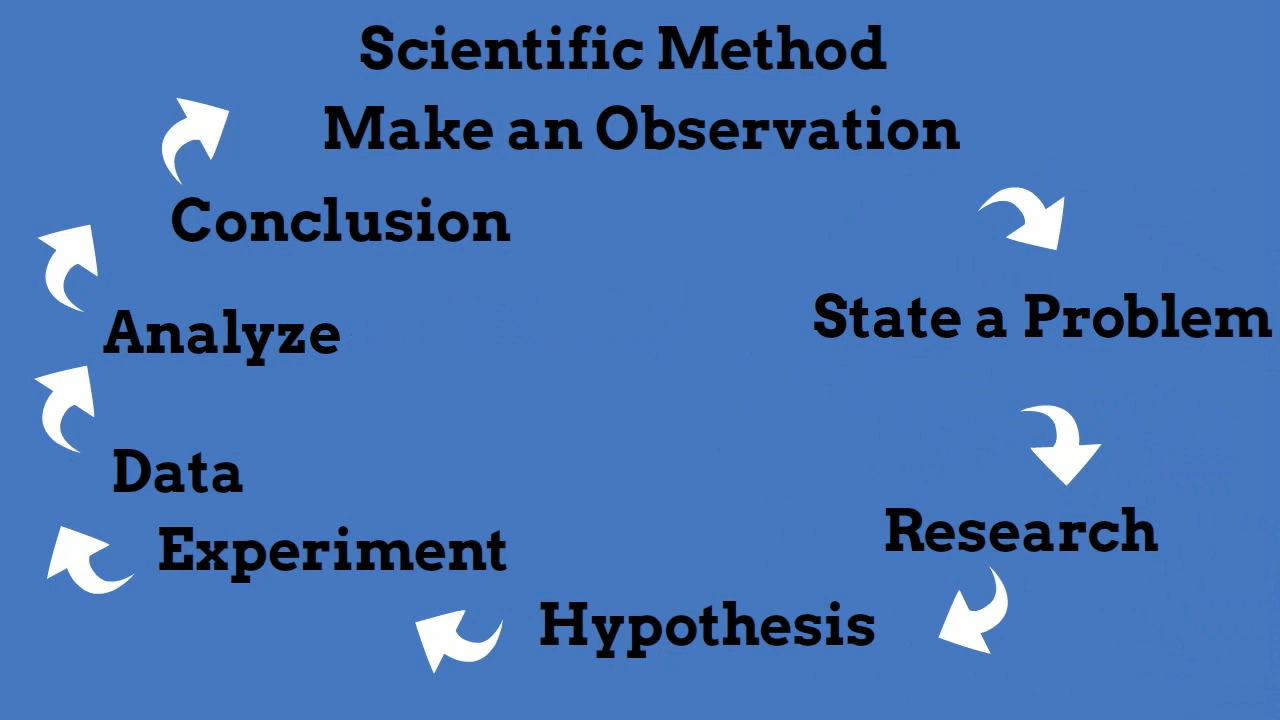 Scientific Method
Make an Observation
Conclusion
State a Problem
Analyze
Data
Research
Experiment
Hypothesis